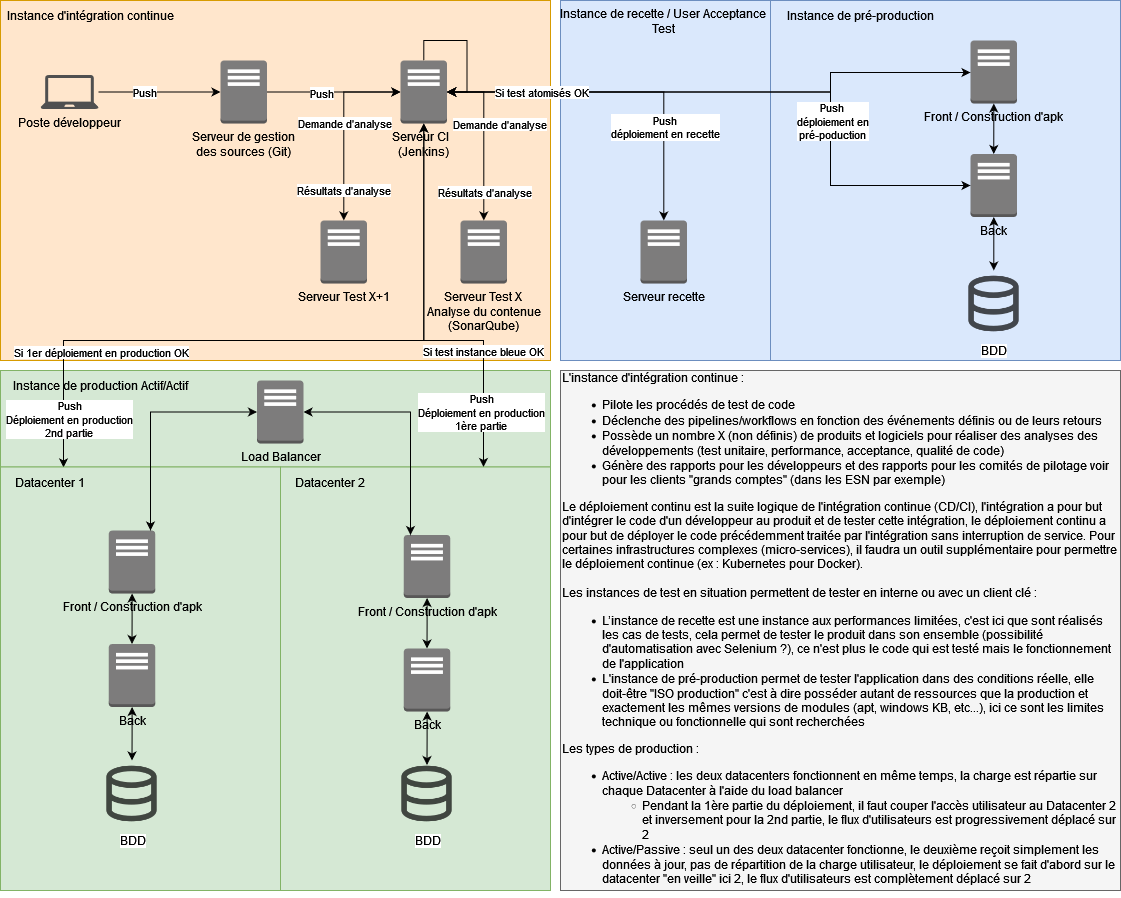 Instance d'intégration continue
Poste développeur
Push
Serveur de gestion
des sources (Git)
Push
Serveur CI
(Jenkins)
Si test atomisés OK
Demande d'analyse
Demande d'analyse
Résultats d'analyse
Résultats d'analyse
Serveur Test X+1
Serveur Test X
Analyse du contenue
(SonarQube)
Si 1er déploiement en production OK
Si test instance bleue OK
Instance de recette / User Acceptance
Test
Push
déploiement en recette
Serveur recette
Instance de pré-production
Push
déploiement en
pré-poduction
Front / Construction d'apk
Back
BDD
Instance de production Actif/Actif
Push
Déploiement en production
2nd partie
Load Balancer
Push
Déploiement en production
1ère partie
Datacenter 1
Front / Construction d'apk
Back
BDD
Datacenter 2
Front / Construction d'apk
Back
BDD
L'instance d'intégration continue :
• Pilote les procédés de test de code
• Déclenche des pipelines/workflows en fonction des événements définis ou de leurs retours
• Possède un nombre X (non définis) de produits et logiciels pour réaliser des analyses des
développements (test unitaire, performance, acceptance, qualité de code)
• Génère des rapports pour les développeurs et des rapports pour les comités de pilotage voir
pour les clients "grands comptes" (dans les ESN par exemple)
Le déploiement continu est la suite logique de l'intégration continue (CD/CI), l'intégration a pour but
d'intégrer le code d'un développeur au produit et de tester cette intégration, le déploiement continu a
pour but de déployer le code précédemment traitée par l'intégration sans interruption de service. Pour
certaines infrastructures complexes (micro-services), il faudra un outil supplémentaire pour permettre
le déploiement continue (ex : Kubernetes pour Docker).
Les instances de test en situation permettent de tester en interne ou avec un client clé :
• L'instance de recette est une instance aux performances limitées, c'est ici que sont réalisés
les cas de tests, cela permet de tester le produit dans son ensemble (possibilité
d'automatisation avec Selenium ?), ce n'est plus le code qui est testé mais le fonctionnement
de l'application
• L'instance de pré-production permet de tester l'application dans des conditions réelle, elle
doit-être "ISO production" c'est à dire posséder autant de ressources que la production et
exactement les mêmes versions de modules (apt, windows KB, etc...), ici ce sont les limites
technique ou fonctionnelle qui sont recherchées
Les types de production :
• Active/Active : les deux datacenters fonctionnent en même temps, la charge est répartie sur
chaque Datacenter à l'aide du load balancer
○ Pendant la 1ère partie du déploiement, il faut couper l'accès utilisateur au Datacenter 2
et inversement pour la 2nd partie, le flux d'utilisateurs est progressivement déplacé sur
2
• Active/Passive : seul un des deux datacenter fonctionne, le deuxième reçoit simplement les
données à jour, pas de répartition de la charge utilisateur, le déploiement se fait d'abord sur le
datacenter "en veille" ici 2, le flux d'utilisateurs est complètement déplacé sur 2